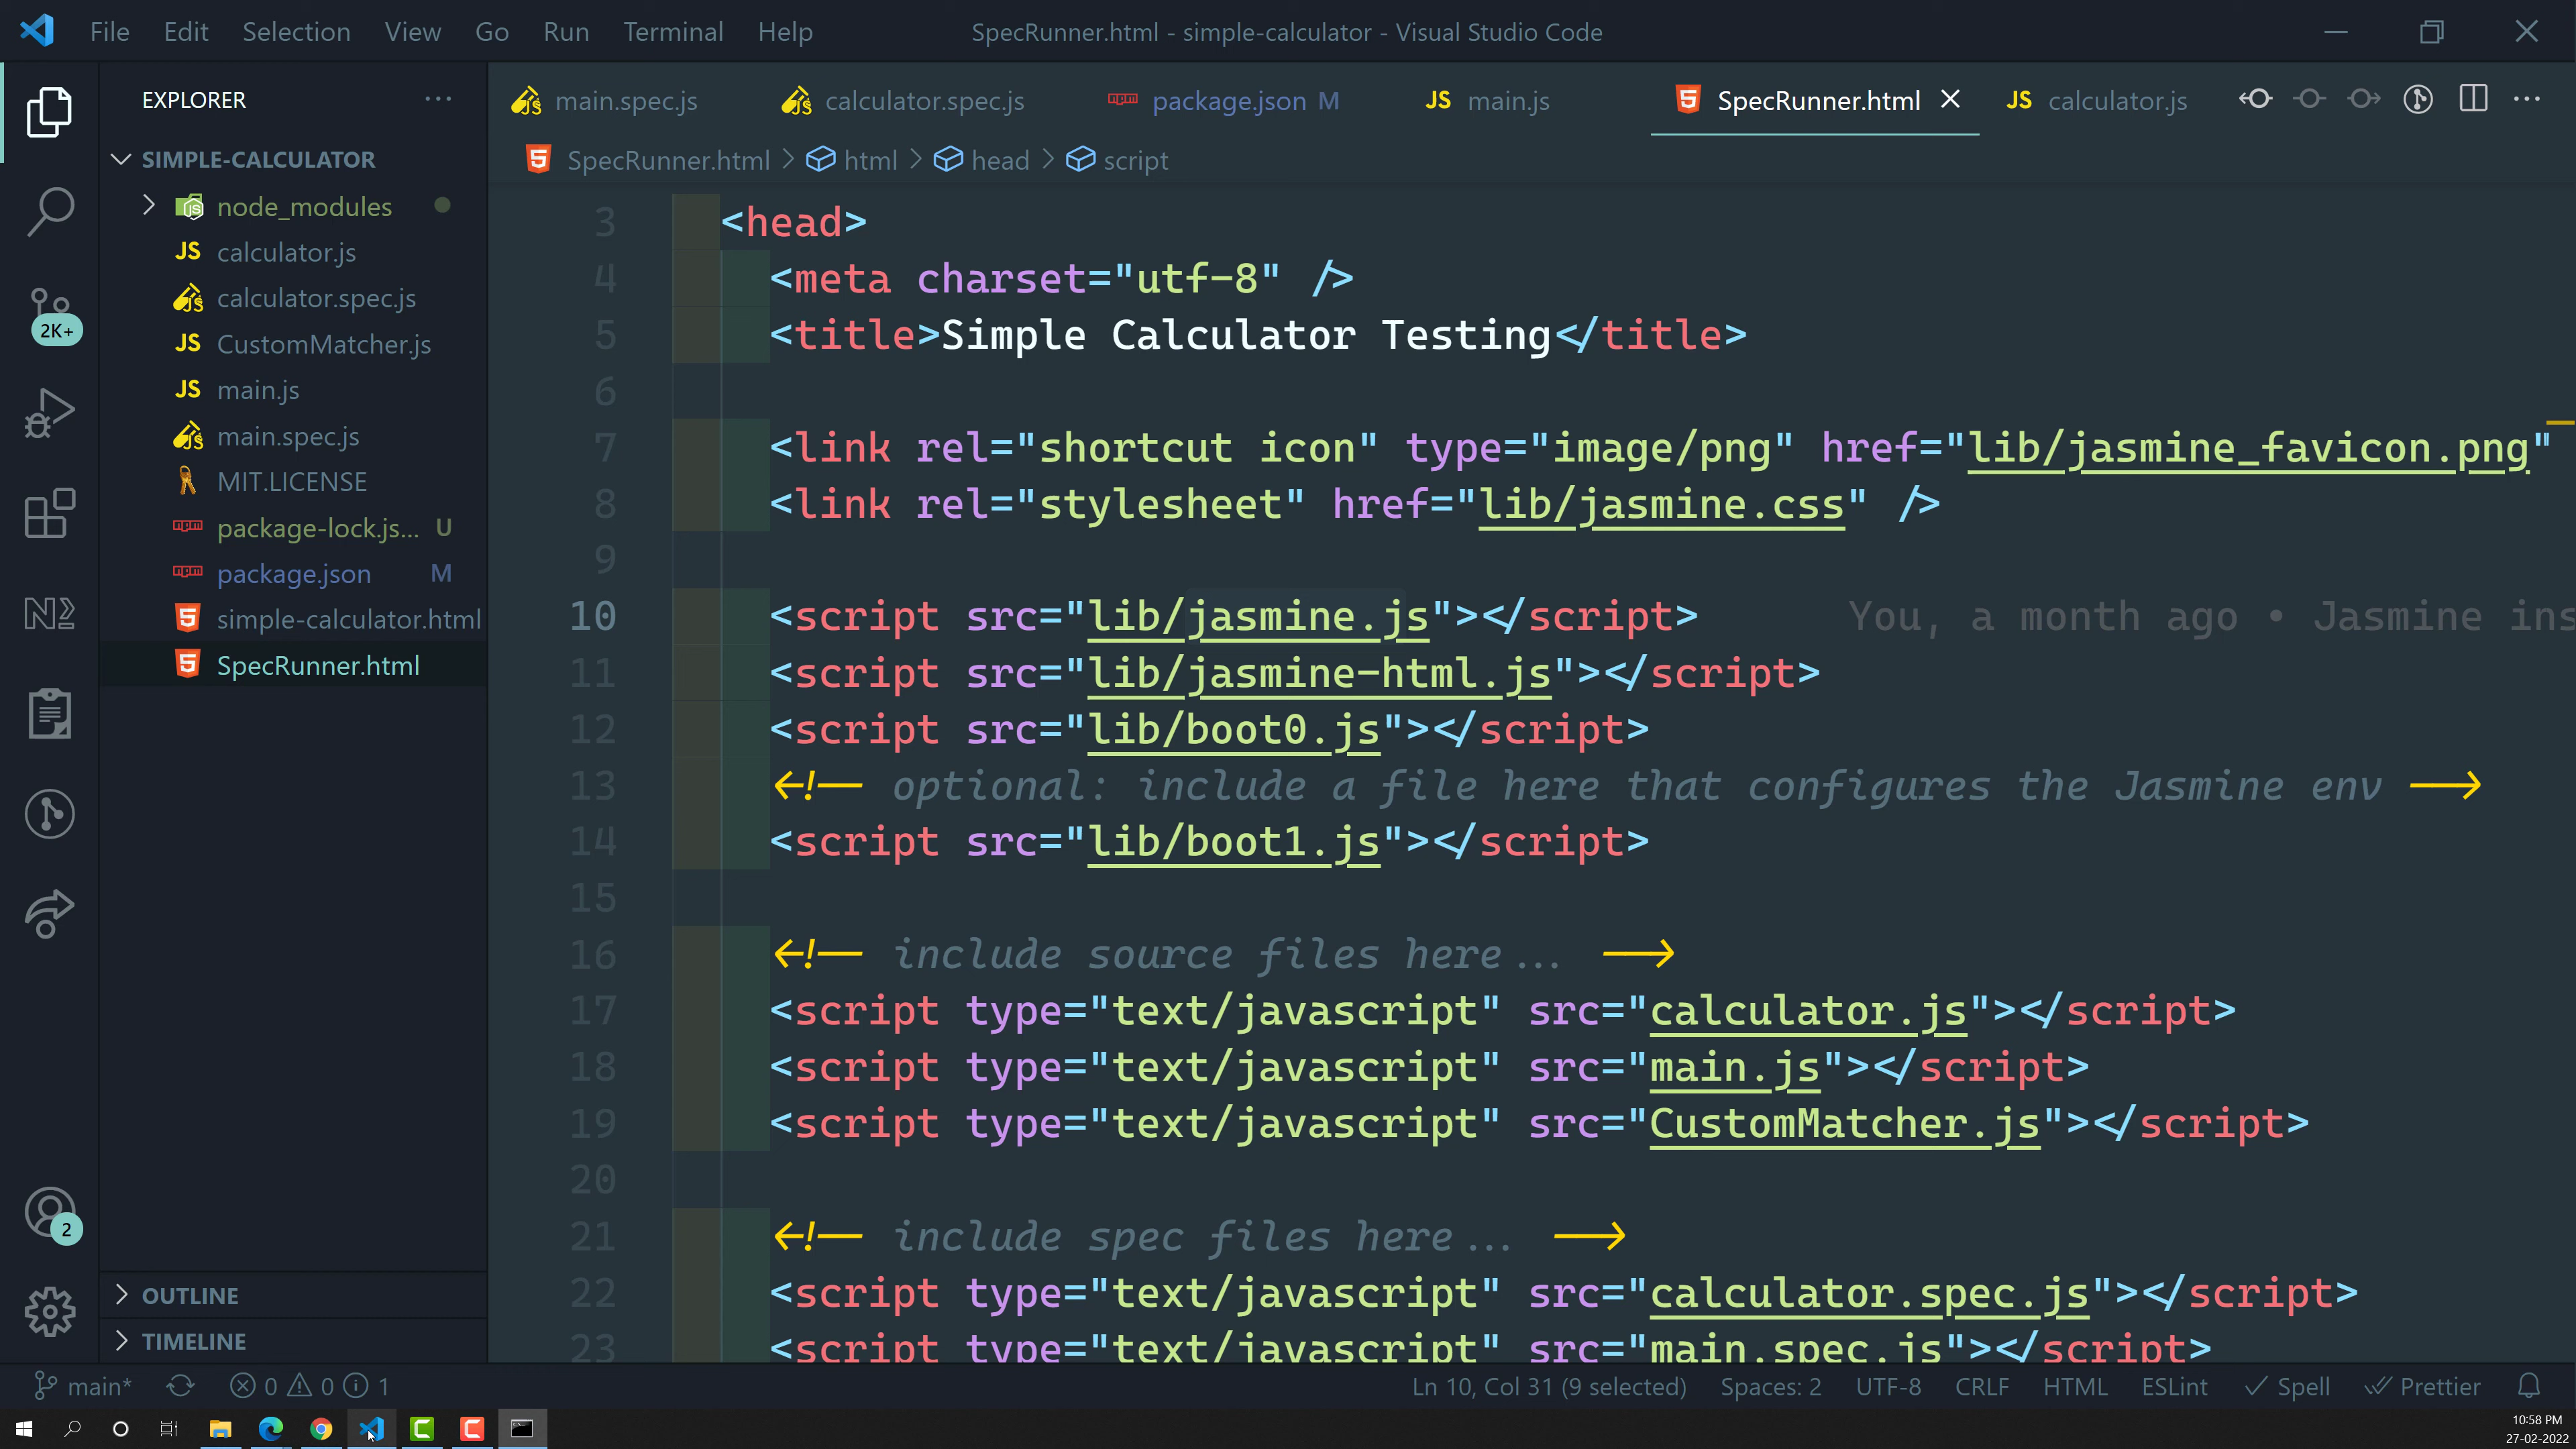 File Edit Selection View Go Run Terminal Help
SpecRunner.html - simple-calculator - Visual Studio Code
EXPLORER
SIMPLE-CALCULATOR
node_modules
JS calculator.js
calculator.spec.js
JS CustomMatcher.js
JS main.js
main.spec.js
MIT.LICENSE
package-lock.js... U
package.json M
simple-calculator.html
SpecRunner.html
OUTLINE
TIMELINE
2K+
2
main.spec.js calculator.spec.js package.json M JS main.js SpecRunner.html JS calculator.js
SpecRunner.html > html > head > script
3 <head>
4 <meta charset="utf-8" />
5 <title>Simple Calculator Testing</title>
6
7 <link rel="shortcut icon" type="image/png" href="lib/jasmine_favicon.png"
8 <link rel="stylesheet" href="lib/jasmine.css" />
9
10 <script src="lib/jasmine.js"></script> You, a month ago • Jasmine ins
11 <script src="lib/jasmine-html.js"></script>
12 <script src="lib/boot0.js"></script>
13 <!-- optional: include a file here that configures the Jasmine env -->
14 <script src="lib/boot1.js"></script>
15
16 <!-- include source files here... -->
17 <script type="text/javascript" src="calculator.js"></script>
18 <script type="text/javascript" src="main.js"></script>
19 <script type="text/javascript" src="CustomMatcher.js"></script>
20
21 <!-- include spec files here... -->
22 <script type="text/javascript" src="calculator.spec.js"></script>
23 <script type="text/javascript" src="main.spec.js"></script>
main* 0 0 1 Ln 10, Col 31 (9 selected) Spaces: 2 UTF-8 CRLF HTML ESLint Spell Prettier
10:58 PM
27-02-2022